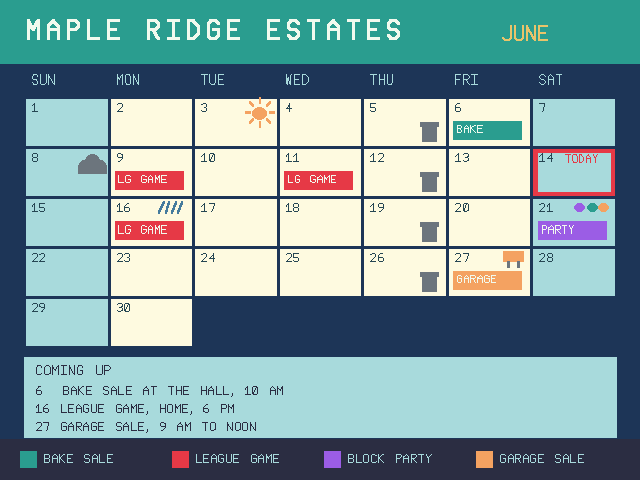 MAPLE RIDGE ESTATES JUNE
SUN MON TUE WED THU FRI SAT
1 2 3 4 5 6 7
BAKE
8 9 10 11 12 13 14 TODAY
LG GAME LG GAME
15 16 17 18 19 20 21
LG GAME PARTY
22 23 24 25 26 27 28
GARAGE
29 30
COMING UP
6 BAKE SALE AT THE HALL, 10 AM
16 LEAGUE GAME, HOME, 6 PM
27 GARAGE SALE, 9 AM TO NOON
BAKE SALE LEAGUE GAME BLOCK PARTY GARAGE SALE